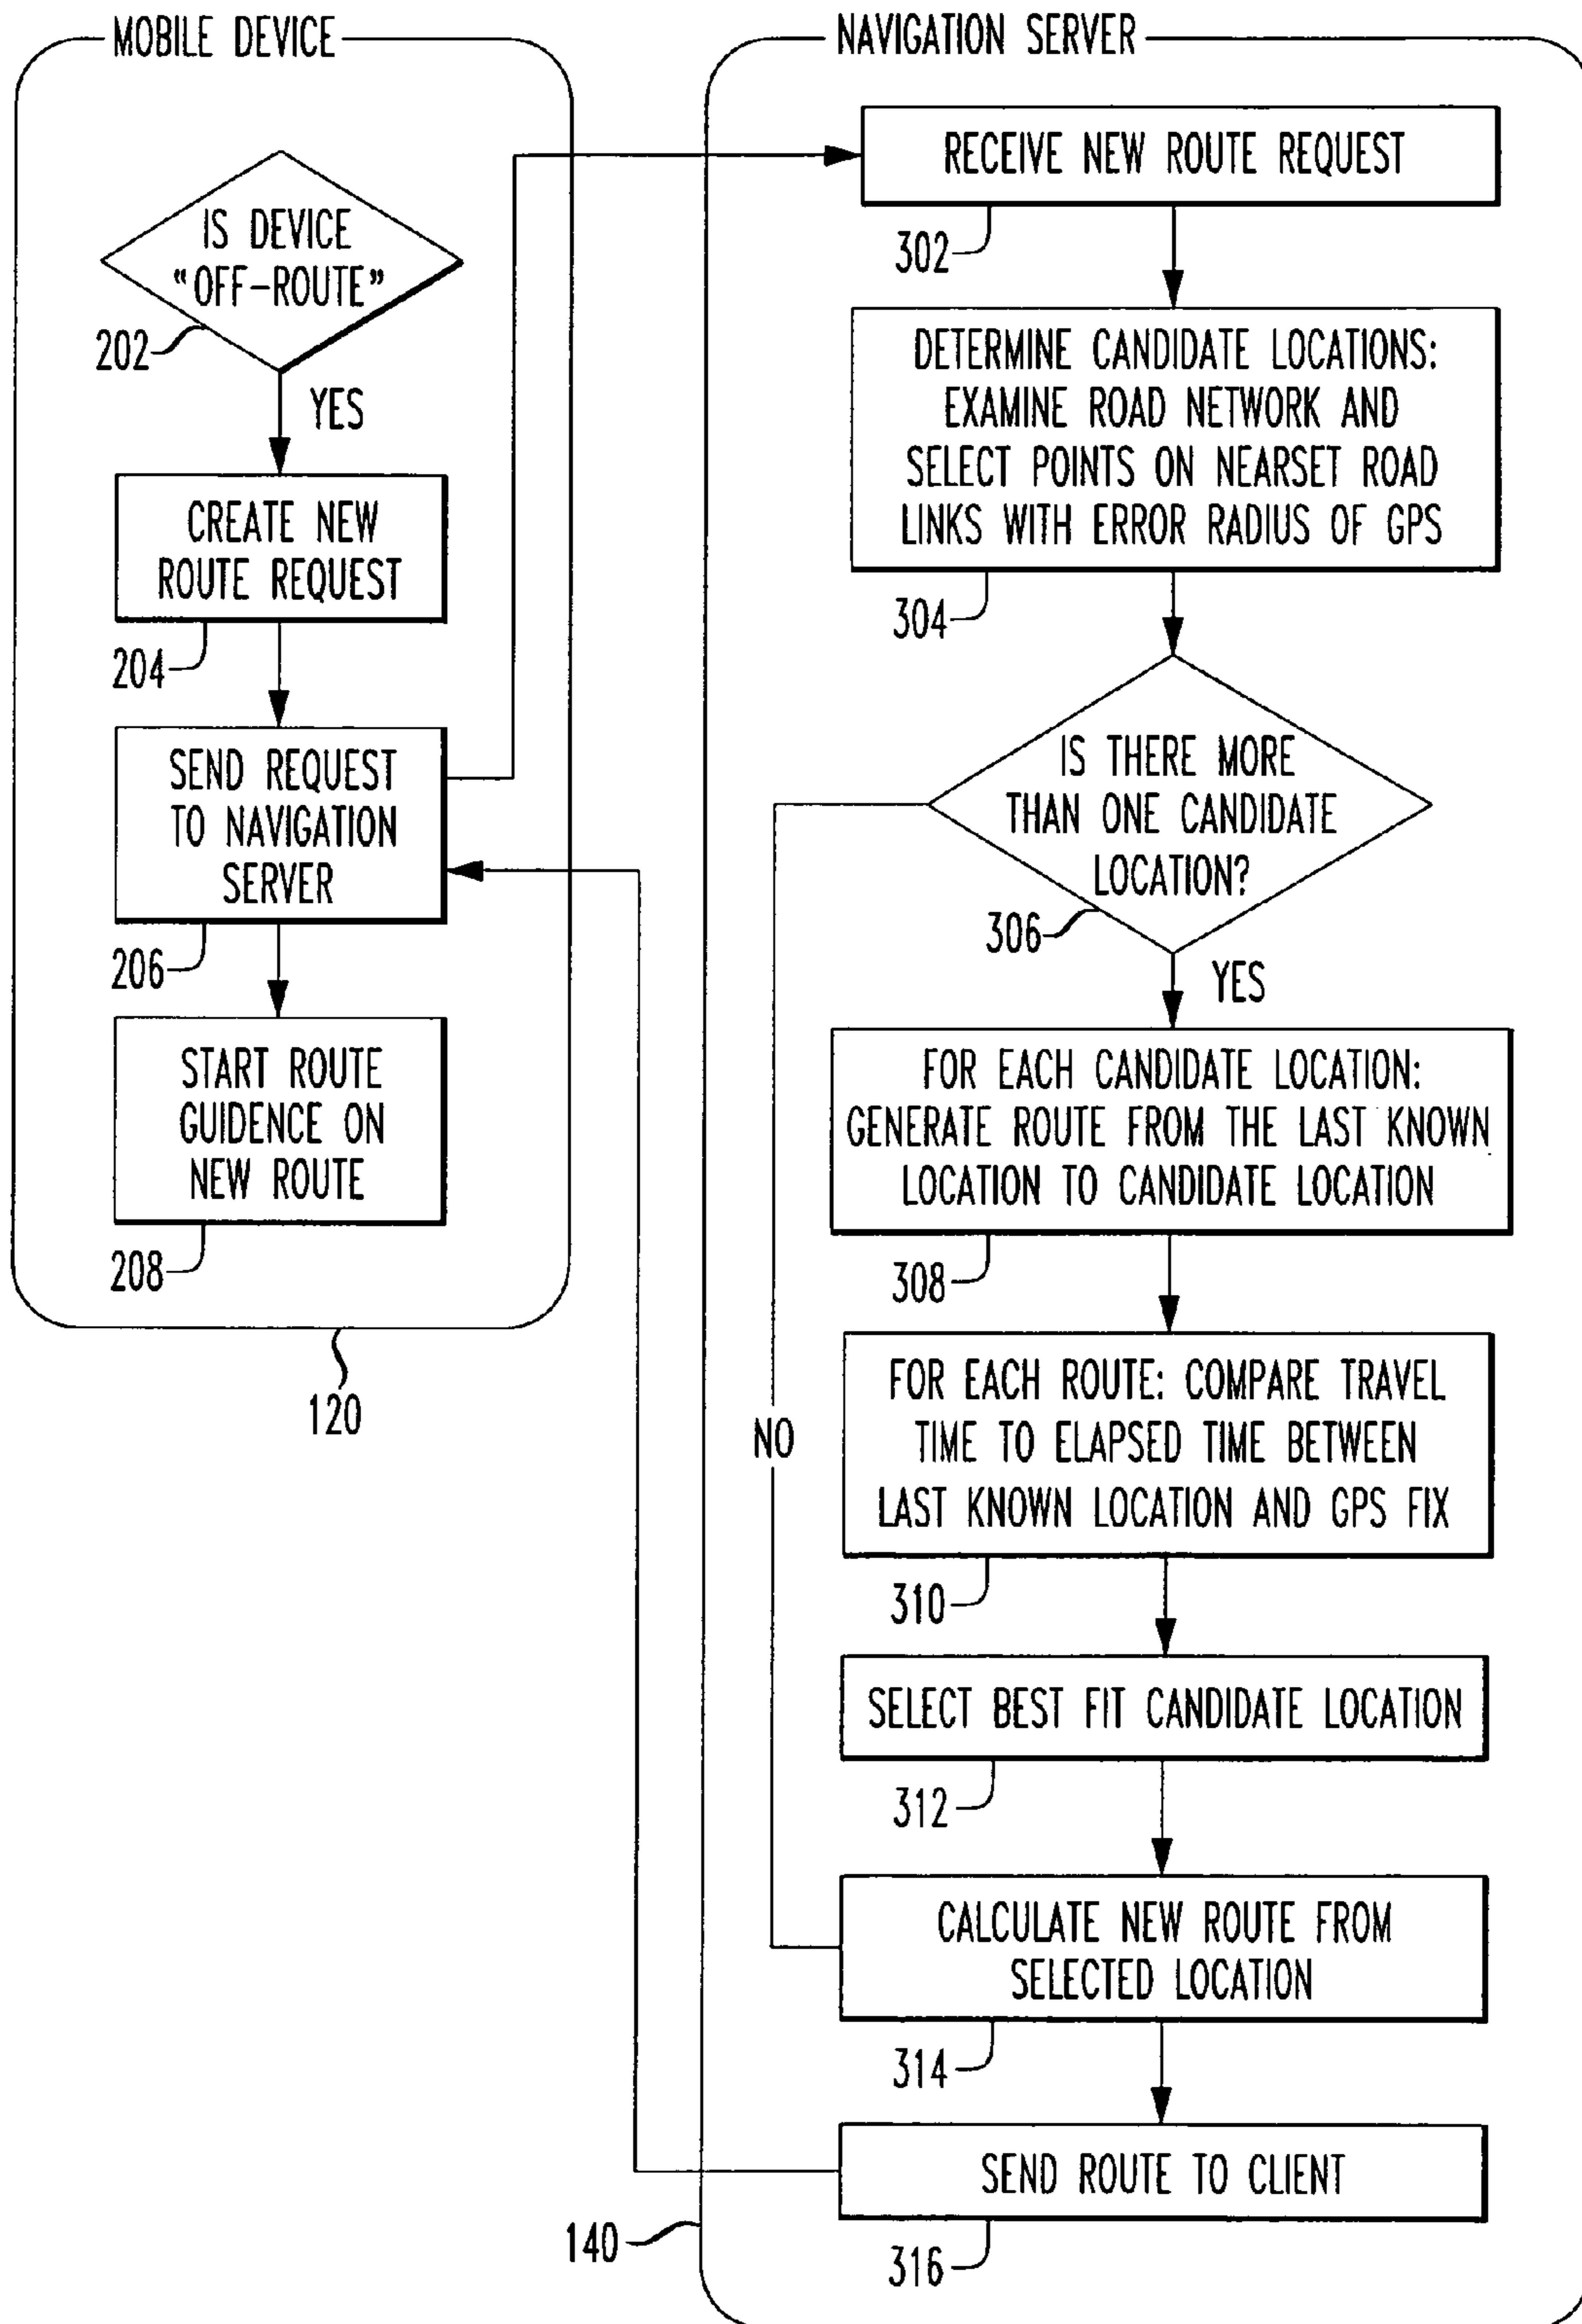 MOBILE DEVICE
IS DEVICE
"OFF-ROUTE"
202
YES
CREATE NEW
ROUTE REQUEST
204
SEND REQUEST
TO NAVIGATION
SERVER
206
START ROUTE
GUIDENCE ON
NEW ROUTE
208
120
NAVIGATION SERVER
RECEIVE NEW ROUTE REQUEST
302
DETERMINE CANDIDATE LOCATIONS:
EXAMINE ROAD NETWORK AND
SELECT POINTS ON NEARSET ROAD
LINKS WITH ERROR RADIUS OF GPS
304
IS THERE MORE
THAN ONE CANDIDATE
LOCATION?
306
YES
NO
FOR EACH CANDIDATE LOCATION:
GENERATE ROUTE FROM THE LAST KNOWN
LOCATION TO CANDIDATE LOCATION
308
FOR EACH ROUTE: COMPARE TRAVEL
TIME TO ELAPSED TIME BETWEEN
LAST KNOWN LOCATION AND GPS FIX
310
SELECT BEST FIT CANDIDATE LOCATION
312
CALCULATE NEW ROUTE FROM
SELECTED LOCATION
314
SEND ROUTE TO CLIENT
316
140